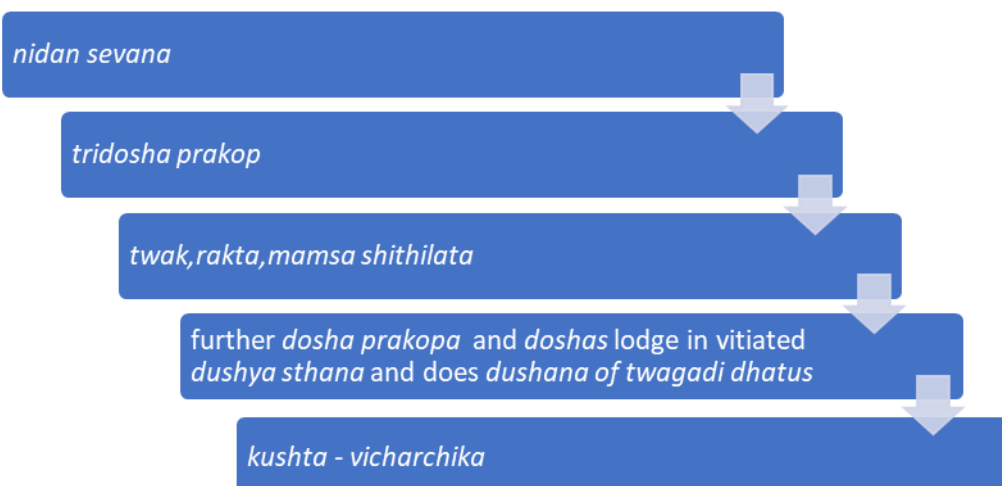 nidan sevana
tridosha prakop
twak,rakta,mamsa shithilata
further dosha prakopa and doshas lodge in vitiated
dushya sthana and does dushana of twagadi dhatus
kushta - vicharchika